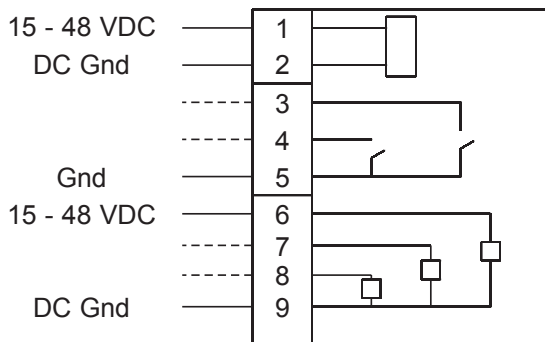 15 - 48 VDC 1
DC Gnd 2
3
4
Gnd 5
15 - 48 VDC 6
7
8
DC Gnd 9